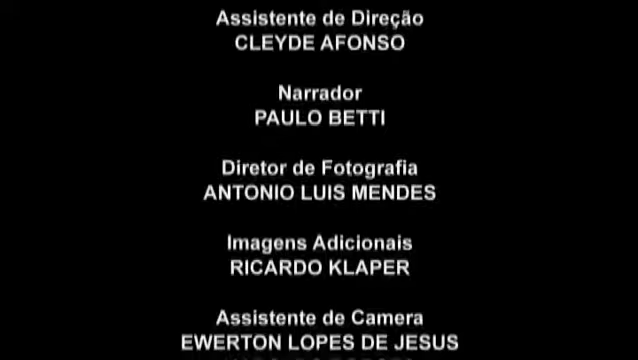 Assistente de Direção
CLEYDE AFONSO
Narrador
PAULO BETTI
Diretor de Fotografia
ANTONIO LUIS MENDES
Imagens Adicionais
RICARDO KLAPER
Assistente de Camera
EWERTON LOPES DE JESUS